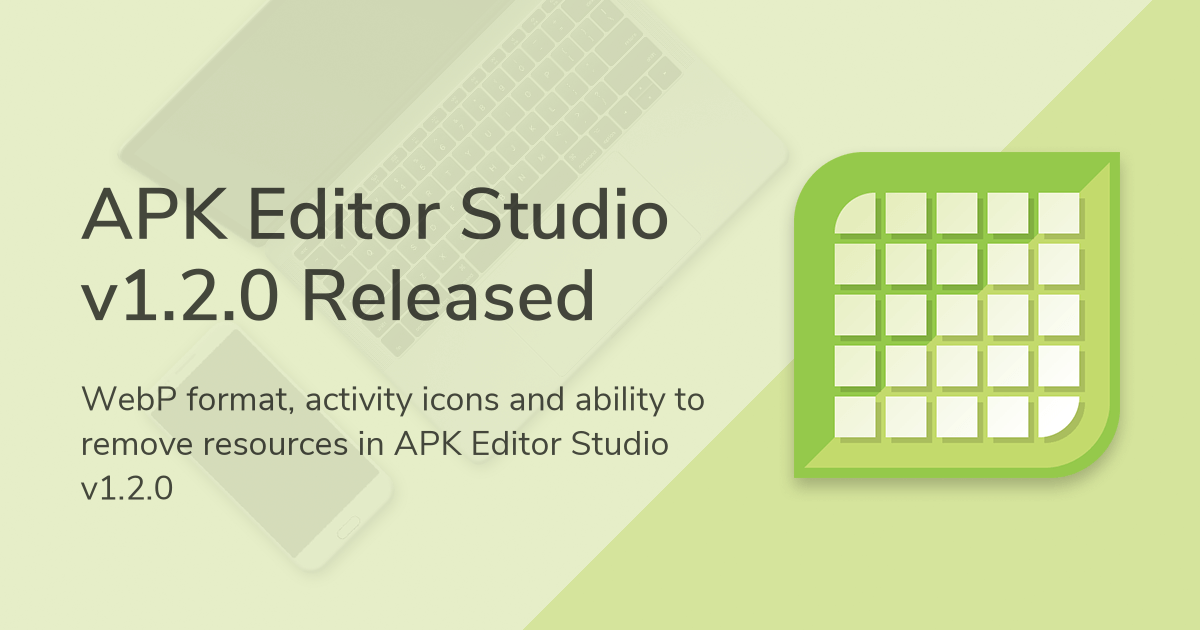 APK Editor Studio
v1.2.0 Released
WebP format, activity icons and ability to
remove resources in APK Editor Studio
v1.2.0